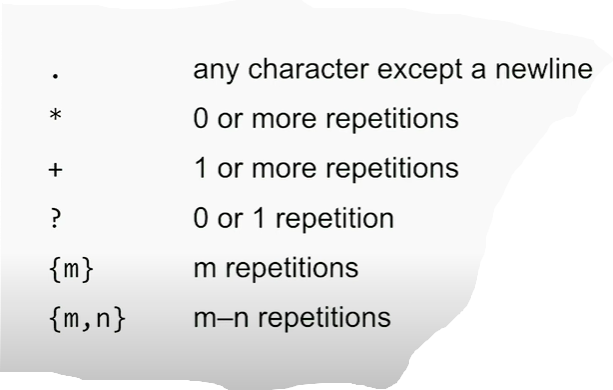 . any character except a newline
* 0 or more repetitions
+ 1 or more repetitions
? 0 or 1 repetition
{m} m repetitions
{m,n} m–n repetitions